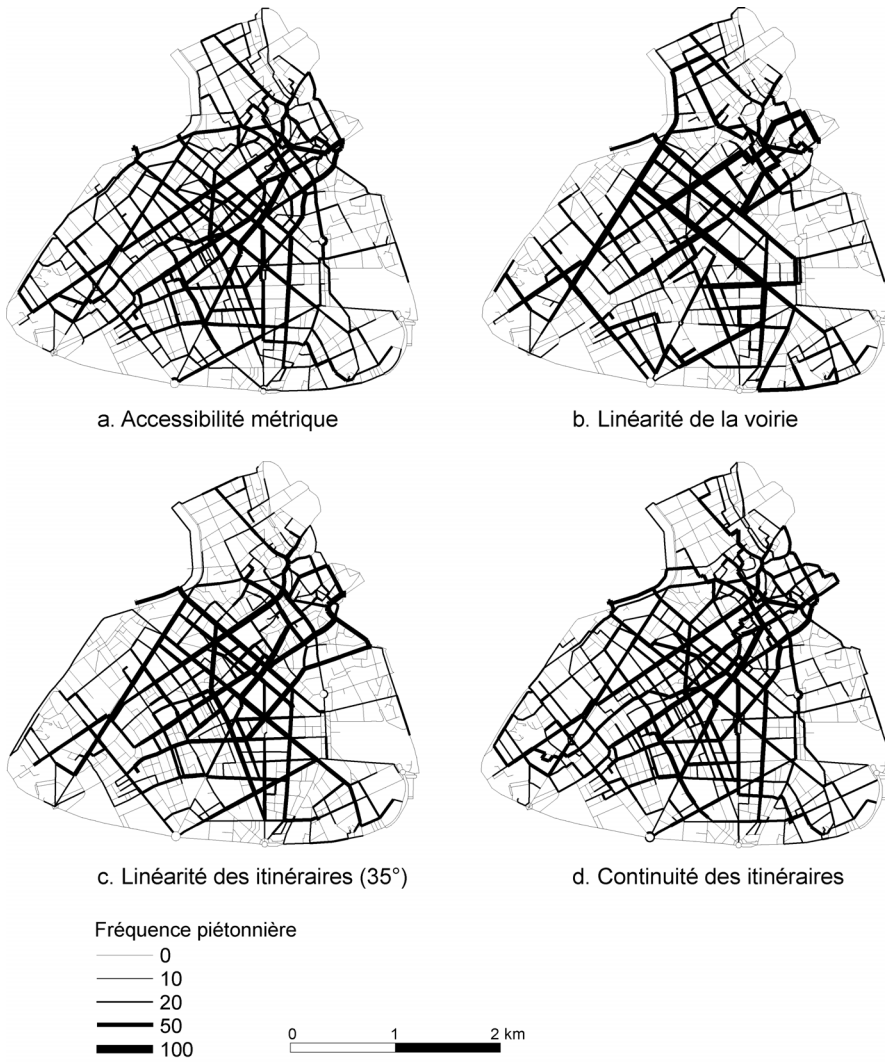 a. Accessibilité métrique
b. Linéarité de la voirie
c. Linéarité des itinéraires (35°)
d. Continuité des itinéraires
Fréquence piétonnière
0
10
20
50
100
0 1 2 km